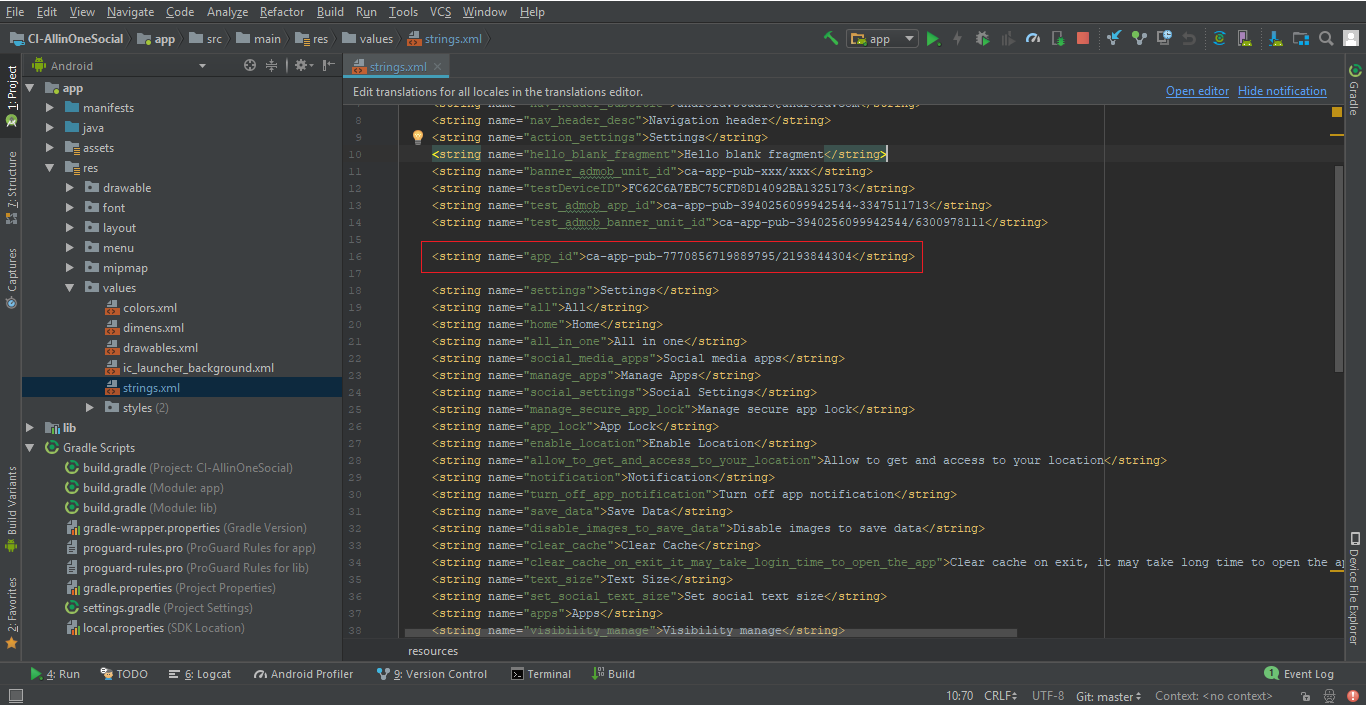 File Edit View Navigate Code Analyze Refactor Build Run Tools VCS Window Help
CI-AllinOneSocial app src main res values strings.xml app
Android
strings.xml
Edit translations for all locales in the translations editor. Open editor Hide notification
1: Project
7: Structure
Captures
Build Variants
2: Favorites
app
manifests
java
assets
res
drawable
font
layout
menu
mipmap
values
colors.xml
dimens.xml
drawables.xml
ic_launcher_background.xml
strings.xml
styles (2)
lib
Gradle Scripts
build.gradle (Project: CI-AllinOneSocial)
build.gradle (Module: app)
build.gradle (Module: lib)
gradle-wrapper.properties (Gradle Version)
proguard-rules.pro (ProGuard Rules for app)
proguard-rules.pro (ProGuard Rules for lib)
gradle.properties (Project Properties)
settings.gradle (Project Settings)
local.properties (SDK Location)
8 <string name="nav_header_desc">Navigation header</string>
9 <string name="action_settings">Settings</string>
10 <string name="hello_blank_fragment">Hello blank fragment</string>
11 <string name="banner_admob_unit_id">ca-app-pub-xxx/xxx</string>
12 <string name="testDeviceID">FC62C6A7EBC75CFD8D14092BA1325173</string>
13 <string name="test_admob_app_id">ca-app-pub-3940256099942544~3347511713</string>
14 <string name="test_admob_banner_unit_id">ca-app-pub-3940256099942544/6300978111</string>
15
16 <string name="app_id">ca-app-pub-7770856719889795/2193844304</string>
17
18 <string name="settings">Settings</string>
19 <string name="all">All</string>
20 <string name="home">Home</string>
21 <string name="all_in_one">All in one</string>
22 <string name="social_media_apps">Social media apps</string>
23 <string name="manage_apps">Manage Apps</string>
24 <string name="social_settings">Social Settings</string>
25 <string name="manage_secure_app_lock">Manage secure app lock</string>
26 <string name="app_lock">App Lock</string>
27 <string name="enable_location">Enable Location</string>
28 <string name="allow_to_get_and_access_to_your_location">Allow to get and access to your location</string>
29 <string name="notification">Notification</string>
30 <string name="turn_off_app_notification">Turn off app notification</string>
31 <string name="save_data">Save Data</string>
32 <string name="disable_images_to_save_data">Disable images to save data</string>
33 <string name="clear_cache">Clear Cache</string>
34 <string name="clear_cache_on_exit_it_may_take_login_time_to_open_the_app">Clear cache on exit, it may take long time to open the ap
35 <string name="text_size">Text Size</string>
36 <string name="set_social_text_size">Set social text size</string>
37 <string name="apps">Apps</string>
38 <string name="visibility_manage">Visibility manage</string>
resources
Gradle
Device File Explorer
4: Run TODO 6: Logcat Android Profiler 9: Version Control Terminal Build 1 Event Log
10:70 CRLF UTF-8 Git: master Context: <no context>